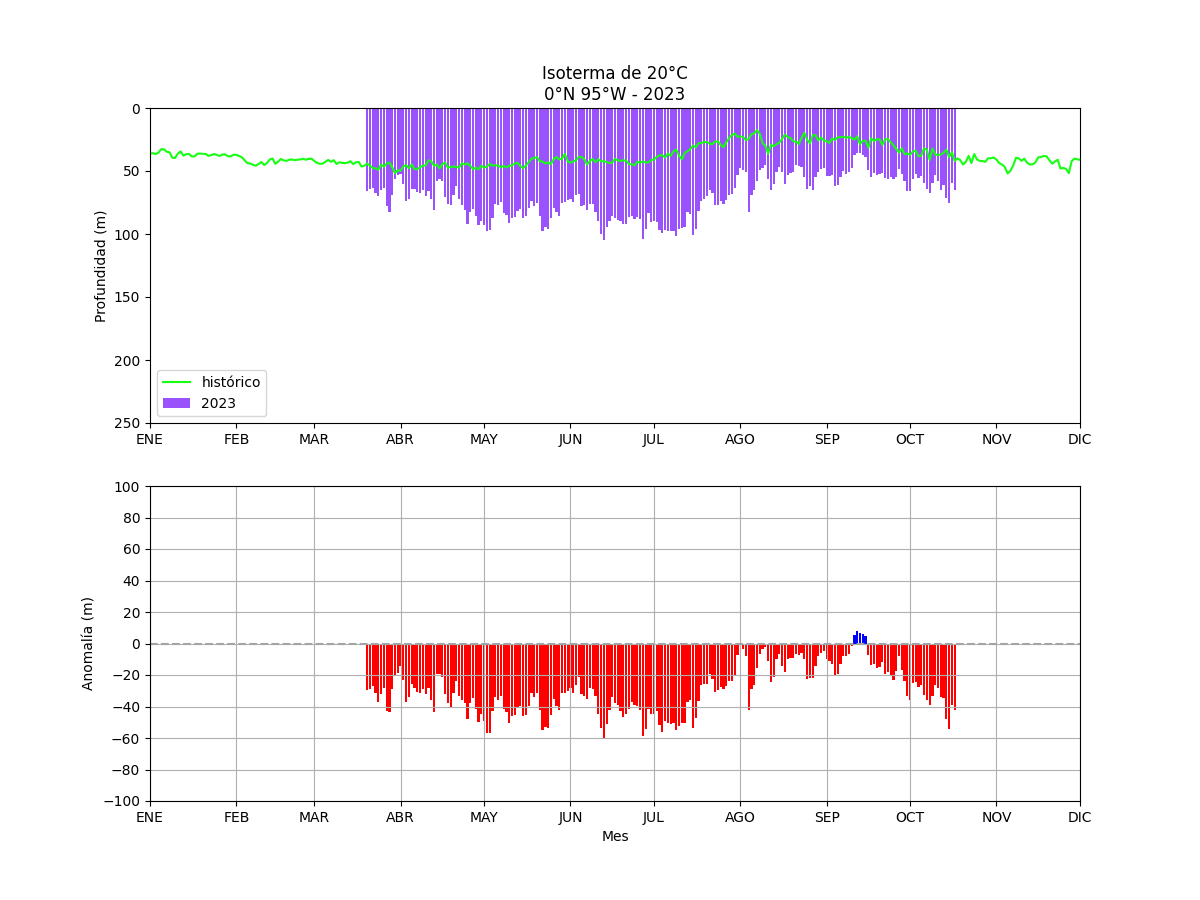 Isoterma de 20°C
0°N 95°W - 2023
0
50
100
150
200
250
Profundidad (m)
histórico
2023
ENE FEB MAR ABR MAY JUN JUL AGO SEP OCT NOV DIC
100
80
60
40
20
0
−20
−40
−60
−80
−100
Anomalía (m)
ENE FEB MAR ABR MAY JUN JUL AGO SEP OCT NOV DIC
Mes